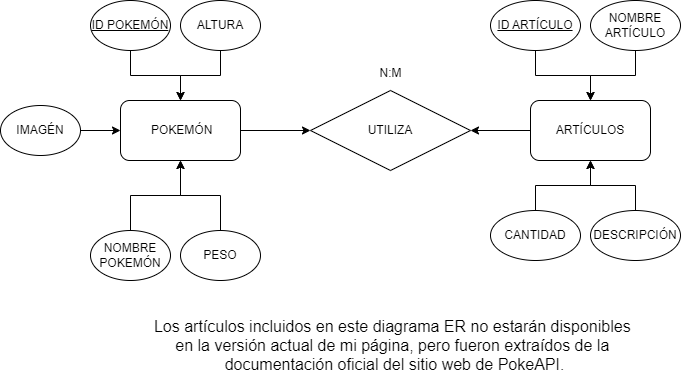 ID POKEMÓN
ALTURA
ID ARTÍCULO
NOMBRE
ARTÍCULO
N:M
IMAGÉN
POKEMÓN
UTILIZA
ARTÍCULOS
NOMBRE
POKEMÓN
PESO
CANTIDAD
DESCRIPCIÓN
Los artículos incluidos en este diagrama ER no estarán disponibles
en la versión actual de mi página, pero fueron extraídos de la
documentación oficial del sitio web de PokeAPI.